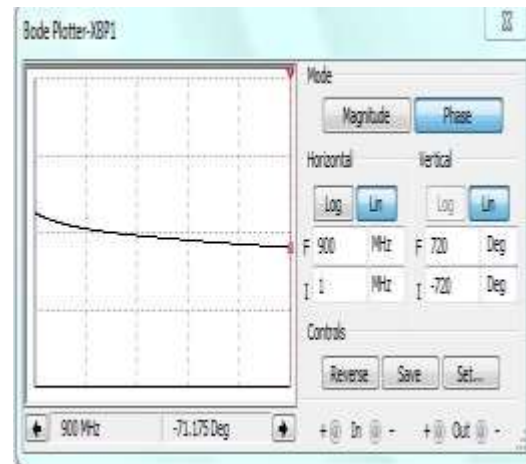 Bode Plotter-XBP1
Mode
Magnitude Phase
Horizontal Vertical
Log Lin Log Lin
F 900 MHz F 720 Deg
I 1 MHz I -720 Deg
Controls
Reverse Save Set...
900 MHz -71.175 Deg + In - + Out -